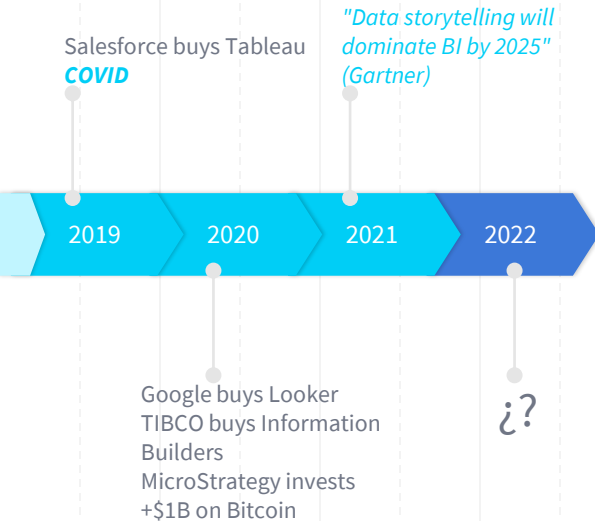 Salesforce buys Tableau
COVID
"Data storytelling will
dominate BI by 2025"
(Gartner)
2019
2020
2021
2022
Google buys Looker
TIBCO buys Information
Builders
MicroStrategy invests
+$1B on Bitcoin
¿?